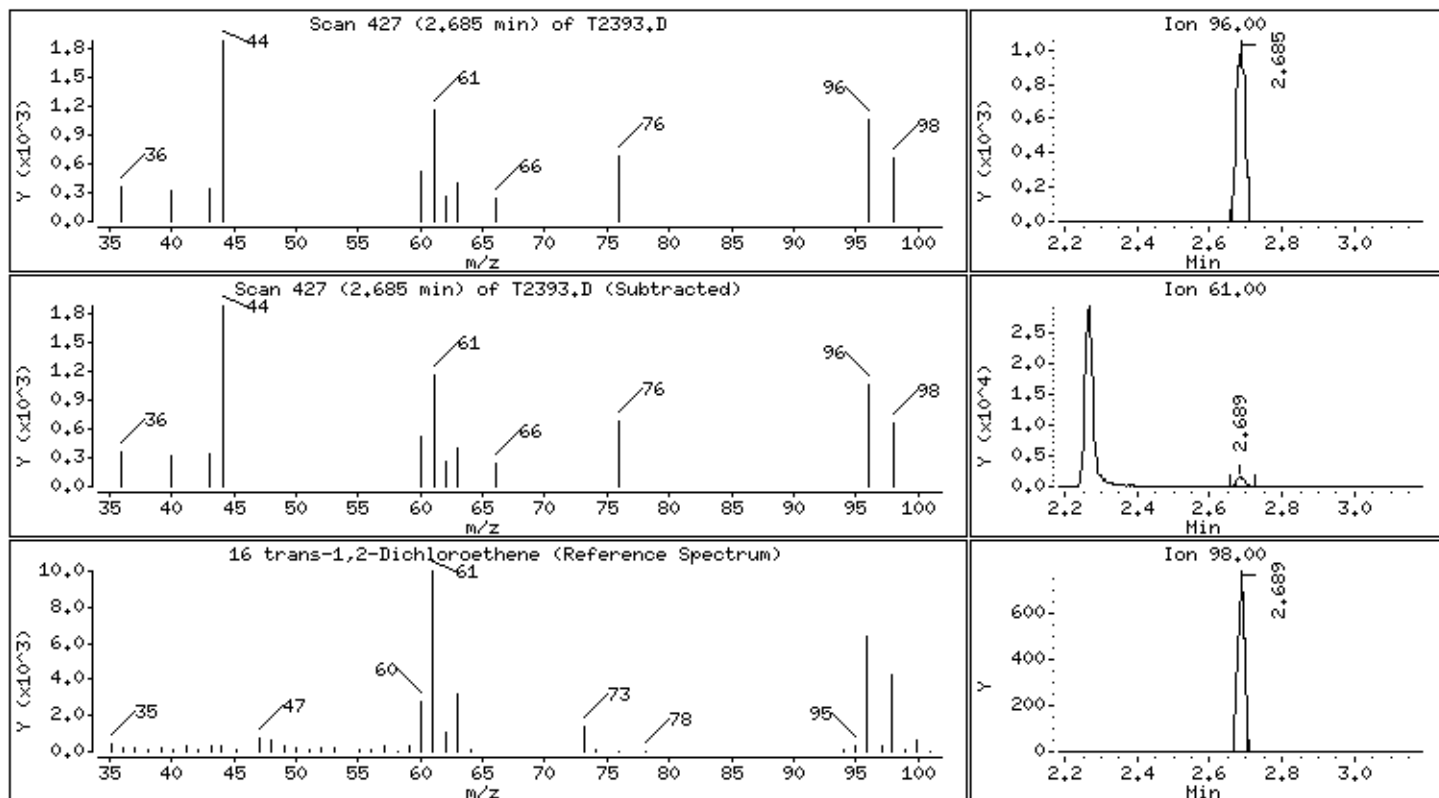 Scan 427 (2.685 min) of T2393.D
Y (x10^3)
1.8
1.5
1.2
0.9
0.6
0.3
0.0
36
44
61
66
76
96
98
35 40 45 50 55 60 65 70 75 80 85 90 95 100
m/z
Ion 96.00
Y (x10^3)
1.0
0.8
0.6
0.4
0.2
0.0
2.685
2.2 2.4 2.6 2.8 3.0
Min
Scan 427 (2.685 min) of T2393.D (Subtracted)
Y (x10^3)
1.8
1.5
1.2
0.9
0.6
0.3
0.0
36
44
61
66
76
96
98
35 40 45 50 55 60 65 70 75 80 85 90 95 100
m/z
Ion 61.00
Y (x10^4)
2.5
2.0
1.5
1.0
0.5
0.0
2.689
2.2 2.4 2.6 2.8 3.0
Min
16 trans-1,2-Dichloroethene (Reference Spectrum)
Y (x10^3)
10.0
8.0
6.0
4.0
2.0
0.0
35
47
60
61
73
78
95
35 40 45 50 55 60 65 70 75 80 85 90 95 100
m/z
Ion 98.00
Y
600
400
200
0
2.689
2.2 2.4 2.6 2.8 3.0
Min